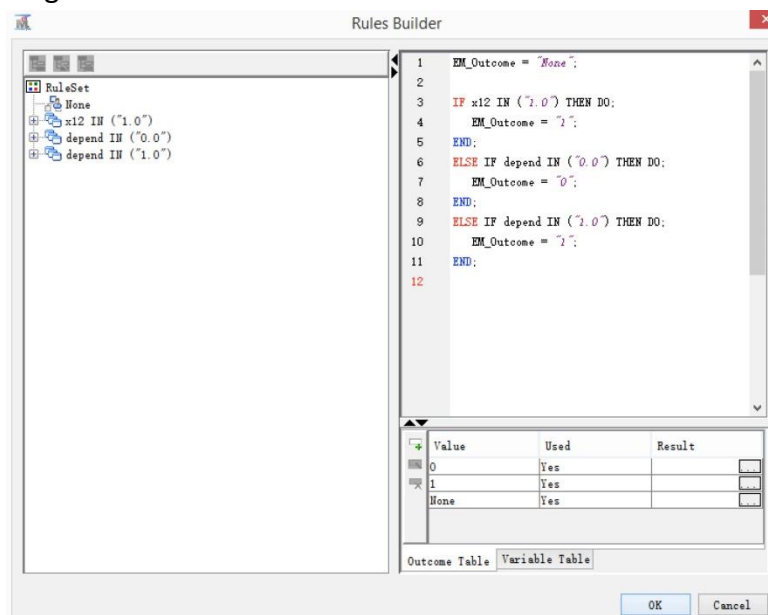 Rules Builder
RuleSet
None
x12 IN ("1.0")
depend IN ("0.0")
depend IN ("1.0")
1 EM_Outcome = "None";
2
3 IF x12 IN ("1.0") THEN DO;
4 EM_Outcome = "1";
5 END;
6 ELSE IF depend IN ("0.0") THEN DO;
7 EM_Outcome = "0";
8 END;
9 ELSE IF depend IN ("1.0") THEN DO;
10 EM_Outcome = "1";
11 END;
12
Value Used Result
0 Yes ...
1 Yes ...
None Yes ...
Outcome Table Variable Table
OK Cancel